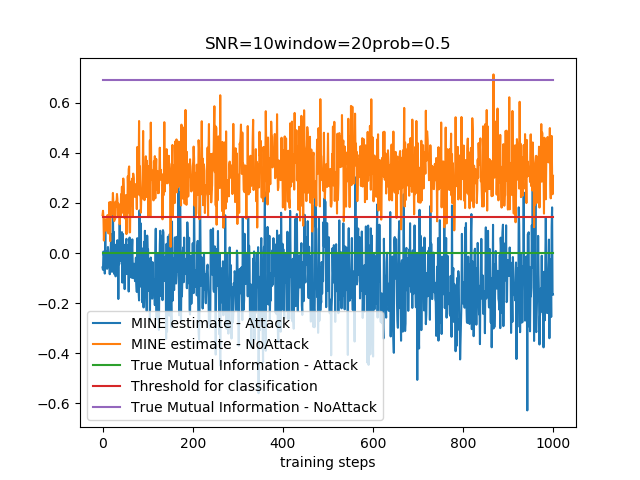 SNR=10window=20prob=0.5
0.6
0.4
0.2
0.0
−0.2
−0.4
−0.6
MINE estimate - Attack
MINE estimate - NoAttack
True Mutual Information - Attack
Threshold for classification
True Mutual Information - NoAttack
0 200 400 600 800 1000
training steps